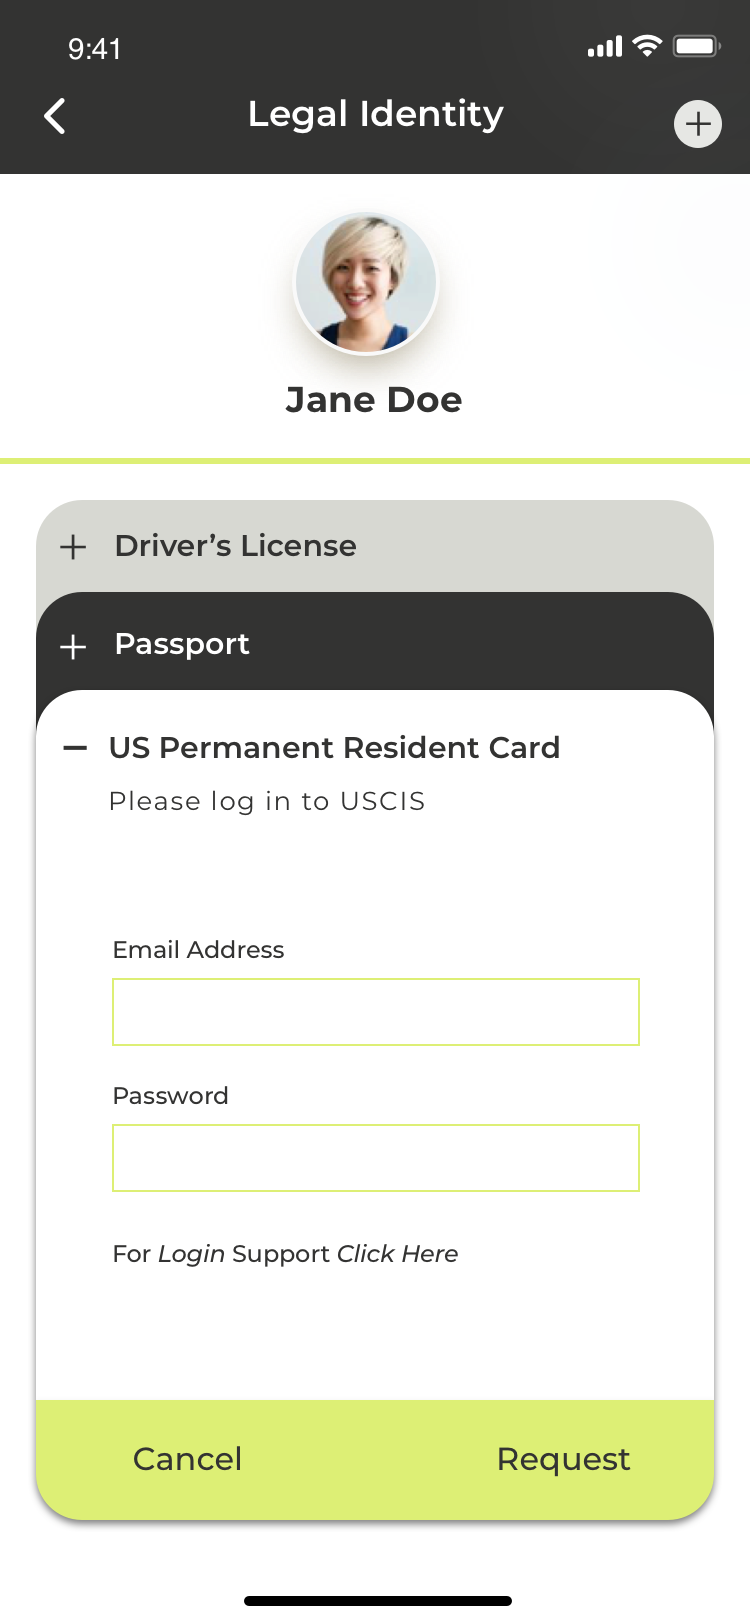 9:41
Legal Identity
Jane Doe
Driver’s License
Passport
US Permanent Resident Card
Please log in to USCIS
Email Address
Password
For Login Support Click Here
Cancel Request